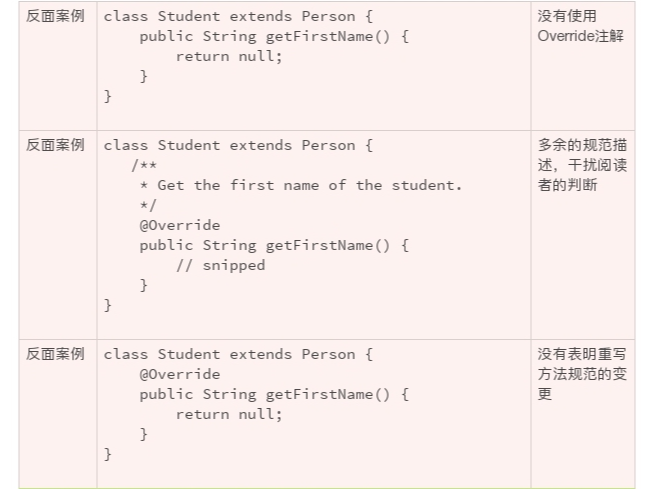 反面案例
class Student extends Person {
    public String getFirstName() {
        return null;
    }
}
没有使用
Override注解
反面案例
class Student extends Person {
   /**
    * Get the first name of the student.
    */
    @Override
    public String getFirstName() {
        // snipped
    }
}
多余的规范描
述，干扰阅读
者的判断
反面案例
class Student extends Person {
    @Override
    public String getFirstName() {
        return null;
    }
}
没有表明重写
方法规范的变
更